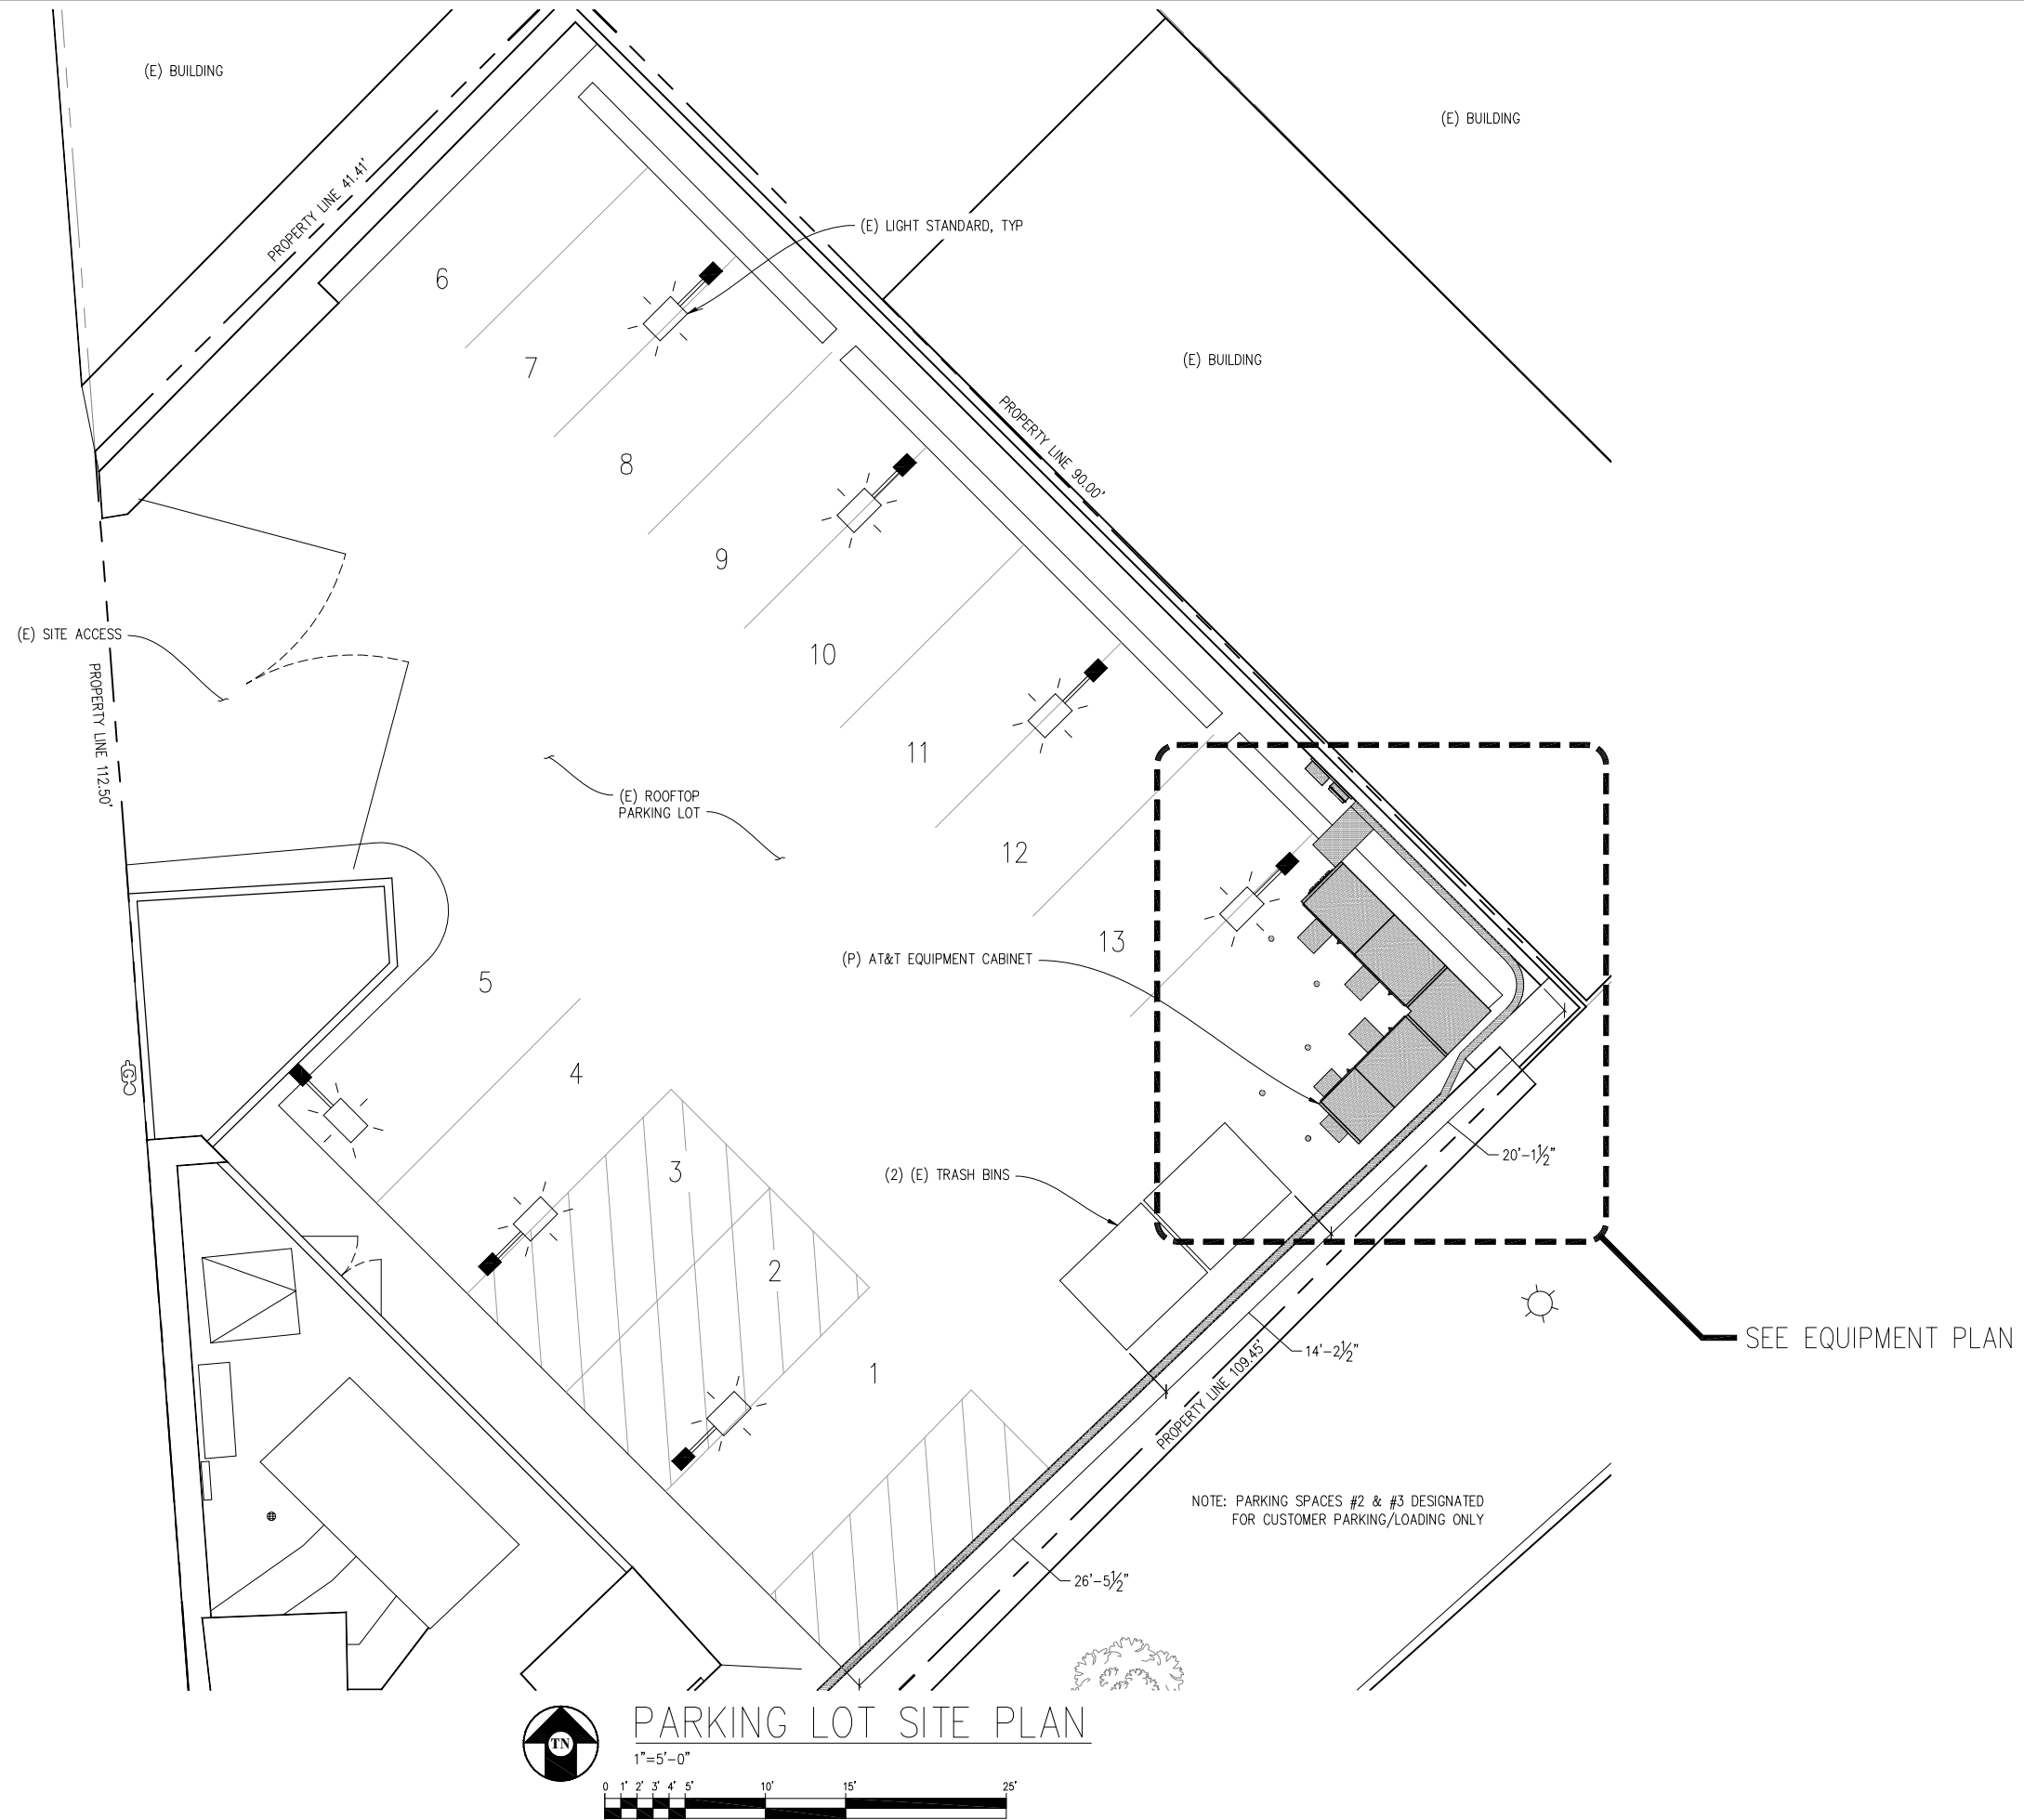 (E) BUILDING
(E) BUILDING
PROPERTY LINE 41.41'
(E) LIGHT STANDARD, TYP
6
7
(E) BUILDING
8
PROPERTY LINE 90.00'
9
(E) SITE ACCESS
10
PROPERTY LINE 112.50'
11
(E) ROOFTOP
PARKING LOT
12
13
(P) AT&T EQUIPMENT CABINET
5
4
G
3
(2) (E) TRASH BINS
20'-1½"
2
SEE EQUIPMENT PLAN
14'-2½"
1
PROPERTY LINE 109.45'
NOTE: PARKING SPACES #2 & #3 DESIGNATED
FOR CUSTOMER PARKING/LOADING ONLY
26'-5½"
TN
PARKING LOT SITE PLAN
1"=5'-0"
0 1' 2' 3' 4' 5' 10' 15' 25'